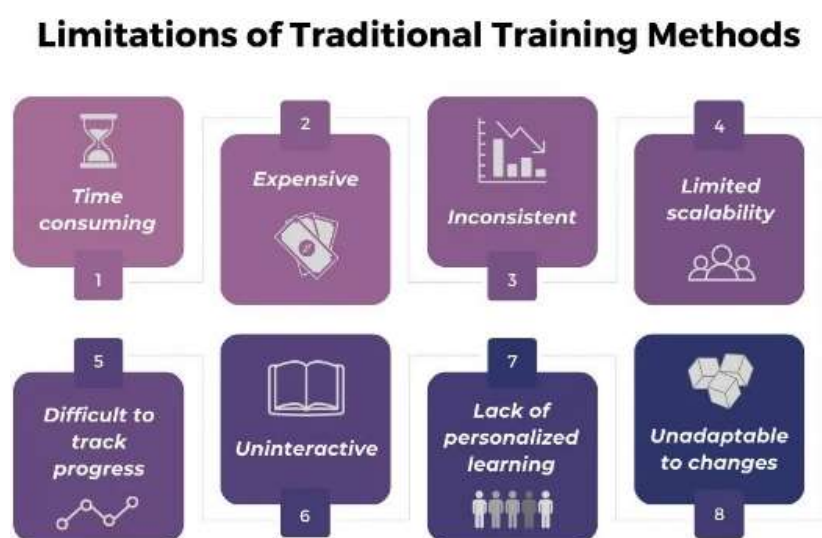 Limitations of Traditional Training Methods
Time
consuming
1
2
Expensive
Inconsistent
3
4
Limited
scalability
5
Difficult to
track
progress
Uninteractive
6
7
Lack of
personalized
learning
Unadaptable
to changes
8